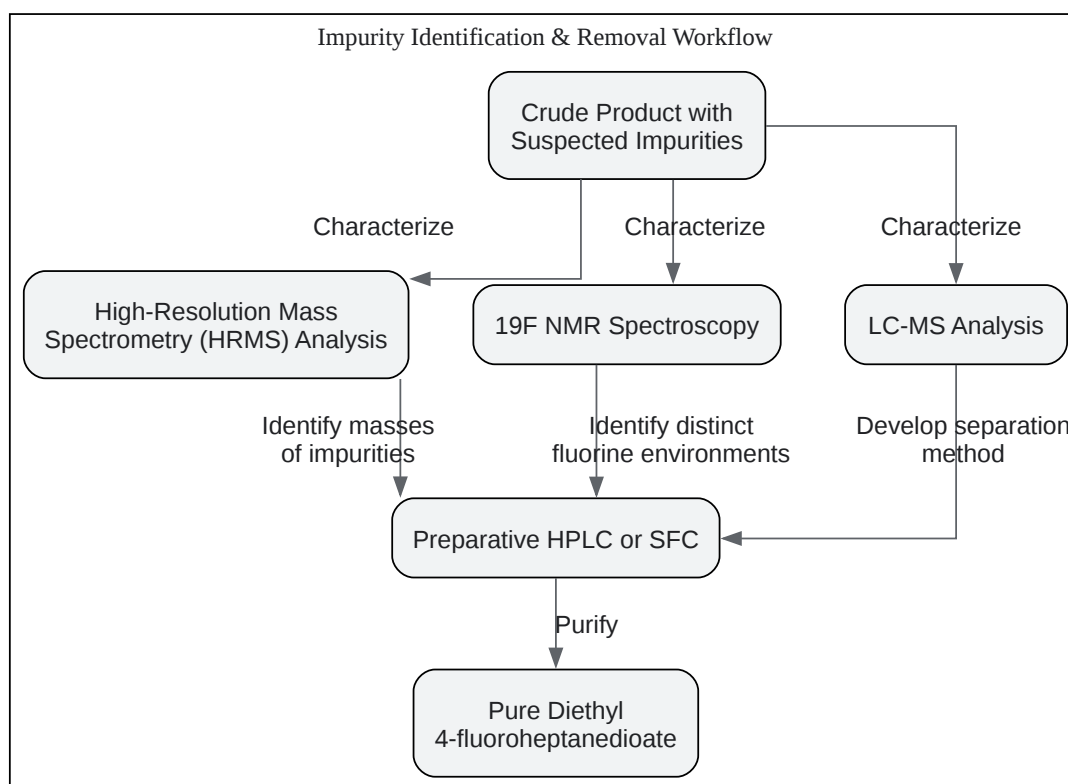 Impurity Identification & Removal Workflow
Crude Product with
Suspected Impurities
Characterize
Characterize
Characterize
High-Resolution Mass
Spectrometry (HRMS) Analysis
19F NMR Spectroscopy
LC-MS Analysis
Identify masses
of impurities
Identify distinct
fluorine environments
Develop separation
method
Preparative HPLC or SFC
Purify
Pure Diethyl
4-fluoroheptanedioate